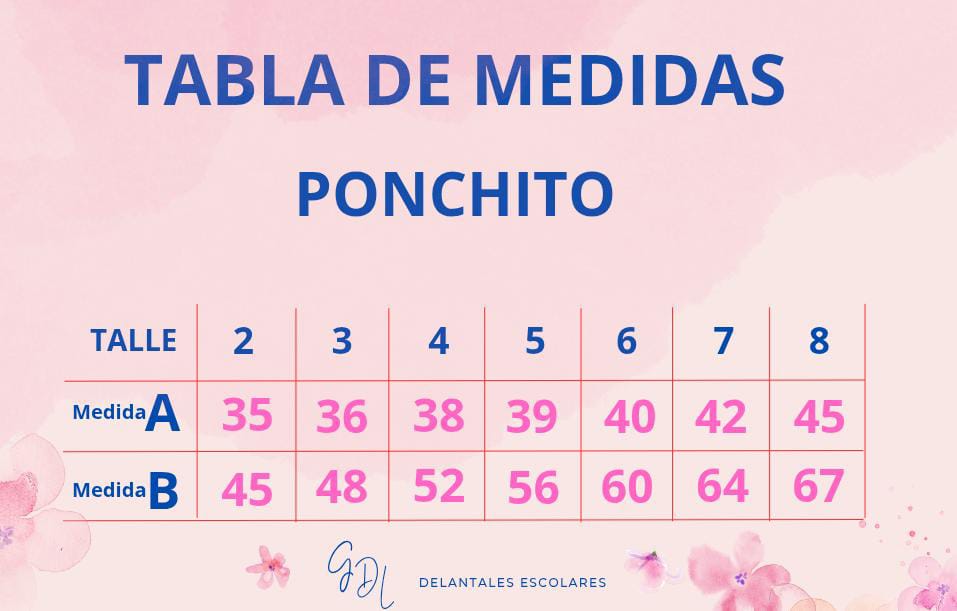 TABLA DE MEDIDAS
PONCHITO
TALLE 2 3 4 5 6 7 8
Medida A 35 36 38 39 40 42 45
Medida B 45 48 52 56 60 64 67
GDL DELANTALES ESCOLARES